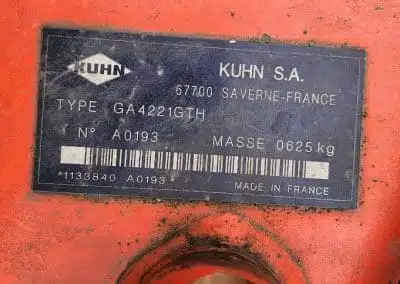 KUHN
KUHN S.A.
67700 SAVERNE-FRANCE
TYPE GA4221GTH
N° A0193 MASSE 0625 kg
*1133840 A0193*
MADE IN FRANCE